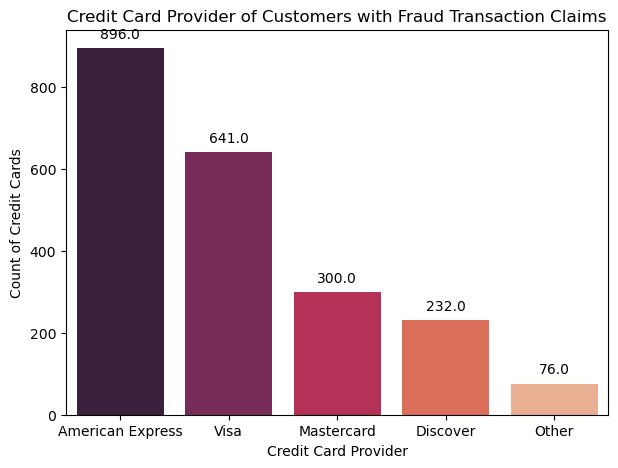 Credit Card Provider of Customers with Fraud Transaction Claims
896.0
800
641.0
600
Count of Credit Cards
400
300.0
232.0
200
76.0
0
American Express Visa Mastercard Discover Other
Credit Card Provider